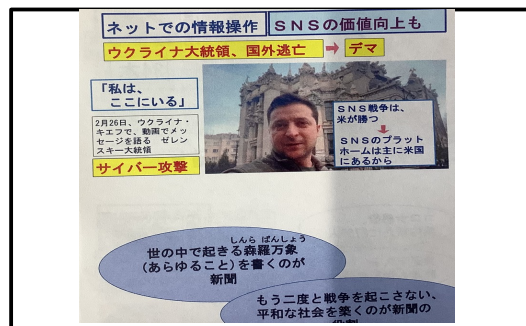 ネットでの情報操作
SNSの価値向上も
ウクライナ大統領、国外逃亡
デマ
「私は、
ここにいる」
2月26日、ウクライナ・
キエフで、動画でメッ
セージを語る ゼレン
スキー大統領
サイバー攻撃
SNS戦争は、
米が勝つ
SNSのプラット
ホームは主に米国
にあるから
しんら ばんしょう
世の中で起きる森羅万象
(あらゆること)を書くのが
新聞
もう二度と戦争を起こさない、
平和な社会を築くのが新聞の